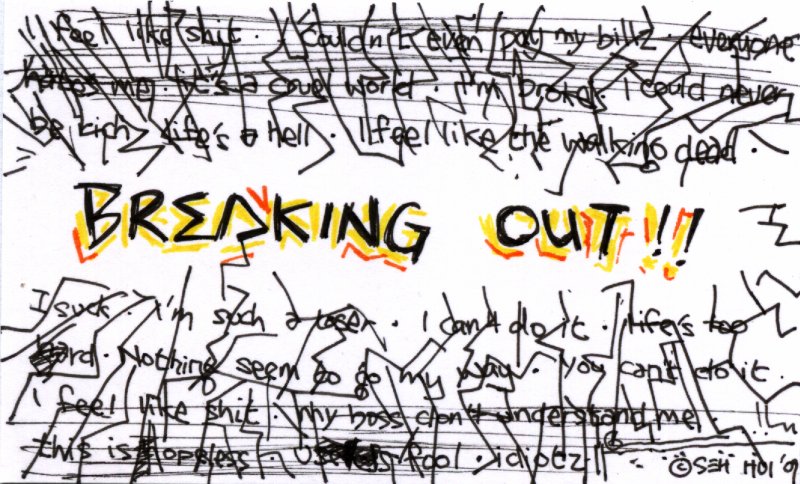 I feel like shit · I couldn't even pay my billz · everyone
hates me · it's a cruel world · I'm broke · I could never
be rich · life's a hell · I feel like the walking dead ·
BREAKING OUT!!
I suck · I'm such a loser · I can't do it · life's too
hard · Nothing seem to go my way · you can't do it ·
I feel like shit · my boss don't understand me ·
this is hopeless · useless fool · idiotz!!
© SEH HUI '09